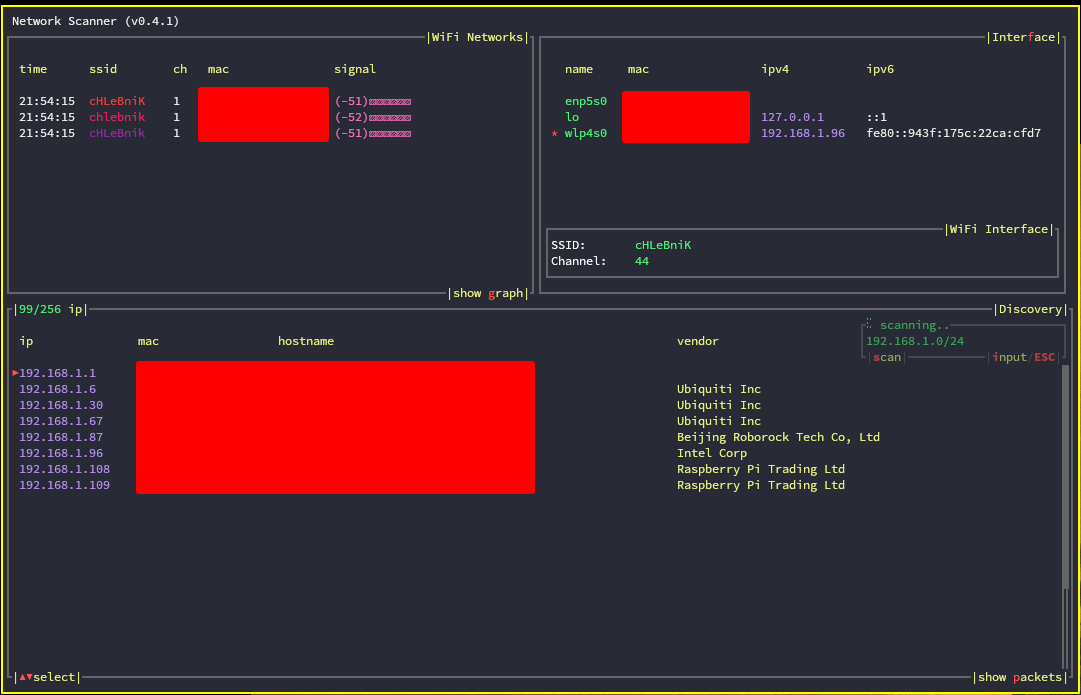 Network Scanner (v0.4.1)
|WiFi Networks|
time ssid ch mac signal
21:54:15 cHLeBniK 1 (-51)
21:54:15 chlebnik 1 (-52)
21:54:15 cHLeBnik 1 (-51)
|show graph|
|Interface|
name mac ipv4 ipv6
enp5s0
lo 127.0.0.1 ::1
* wlp4s0 192.168.1.96 fe80::943f:175c:22ca:cfd7
|WiFi Interface|
SSID: cHLeBniK
Channel: 44
|99/256 ip|
|Discovery|
scanning..
192.168.1.0/24
|scan| |input/ESC|
ip mac hostname vendor
▶192.168.1.1
192.168.1.6 Ubiquiti Inc
192.168.1.30 Ubiquiti Inc
192.168.1.67 Ubiquiti Inc
192.168.1.87 Beijing Roborock Tech Co, Ltd
192.168.1.96 Intel Corp
192.168.1.108 Raspberry Pi Trading Ltd
192.168.1.109 Raspberry Pi Trading Ltd
|▲▼select|
|show packets|